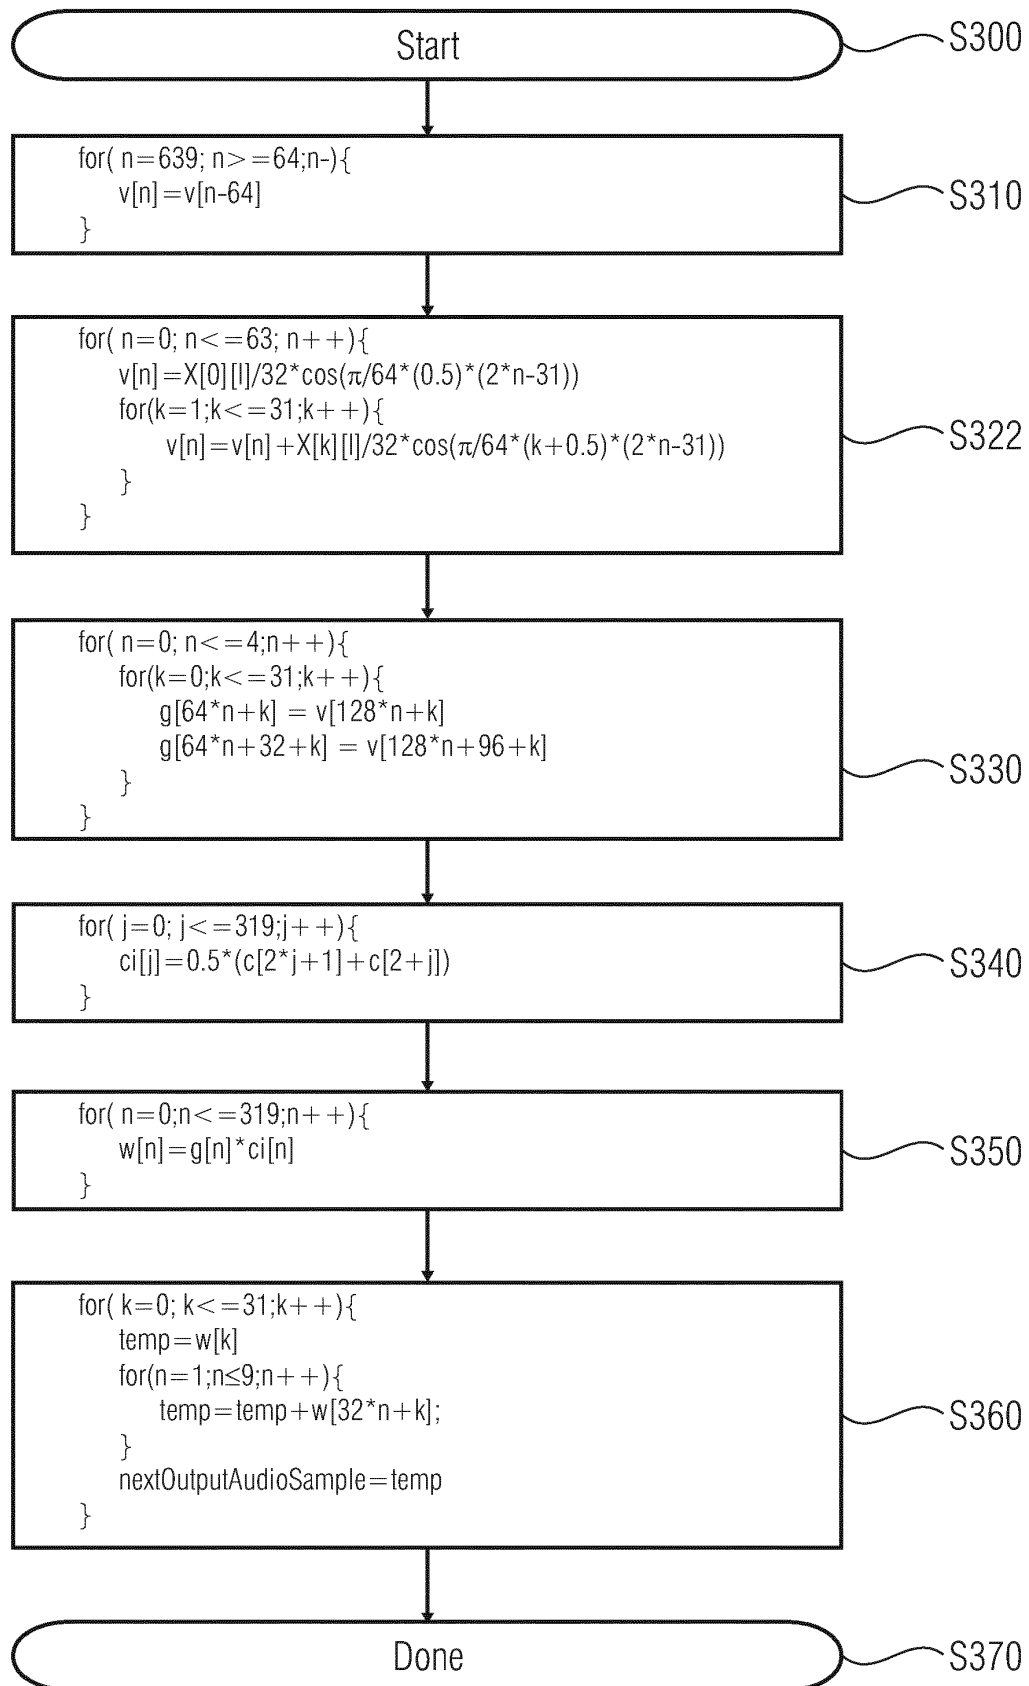 Start
S300
for( n=639; n>=64;n-){
v[n]=v[n-64]
}
S310
for( n=0; n<=63; n++){
v[n]=X[0][l]/32*cos(π/64*(0.5)*(2*n-31))
for(k=1;k<=31;k++){
v[n]=v[n]+X[k][l]/32*cos(π/64*(k+0.5)*(2*n-31))
}
}
S322
for( n=0; n<=4;n++){
for(k=0;k<=31;k++){
g[64*n+k] = v[128*n+k]
g[64*n+32+k] = v[128*n+96+k]
}
}
S330
for( j=0; j<=319;j++){
ci[j]=0.5*(c[2*j+1]+c[2+j])
}
S340
for( n=0;n<=319;n++){
w[n]=g[n]*ci[n]
}
S350
for( k=0; k<=31;k++){
temp=w[k]
for(n=1;n≤9;n++){
temp=temp+w[32*n+k];
}
nextOutputAudioSample=temp
}
S360
Done
S370